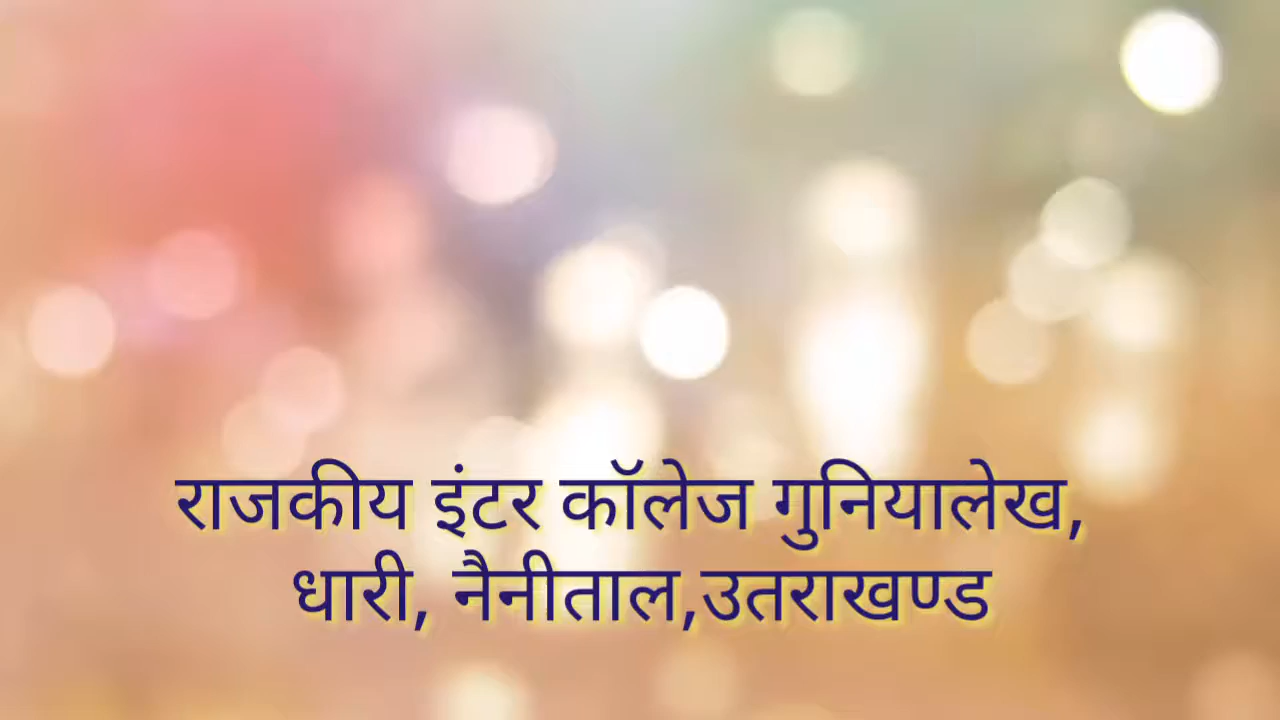 राजकीय इंटर कॉलेज गुनियालेख,
धारी, नैनीताल,उतराखण्ड